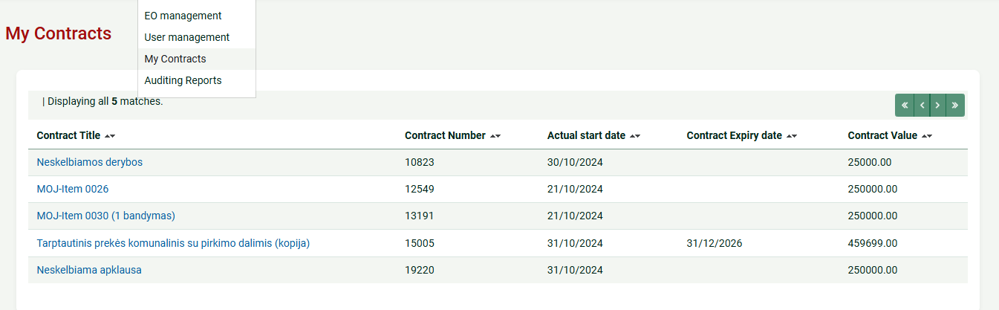 EO management
User management
My Contracts
My Contracts
Auditing Reports
| Displaying all 5 matches.
Contract Title Contract Number Actual start date Contract Expiry date Contract Value
Neskelbiamos derybos 10823 30/10/2024 25000.00
MOJ-Item 0026 12549 21/10/2024 250000.00
MOJ-Item 0030 (1 bandymas) 13191 21/10/2024 250000.00
Tarptautinis prekės komunalinis su pirkimo dalimis (kopija) 15005 31/10/2024 31/12/2026 459699.00
Neskelbiama apklausa 19220 31/10/2024 250000.00